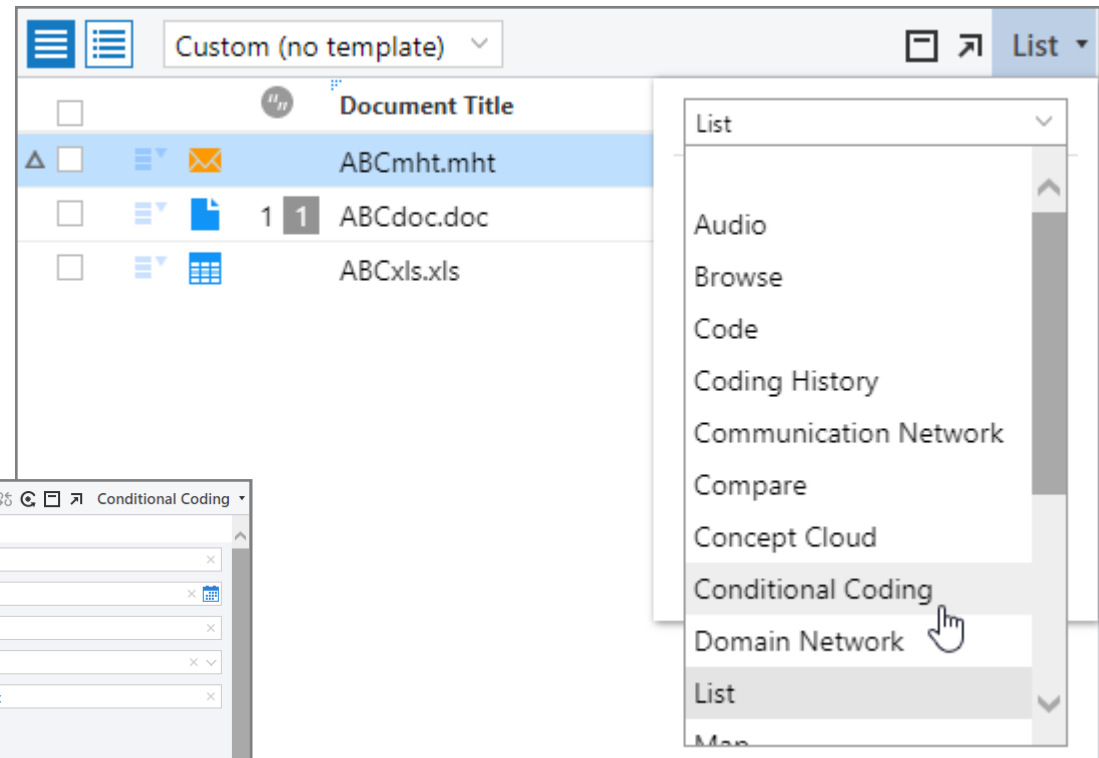 Custom (no template)
List
Document Title
List
ABCmht.mht
1 1 ABCdoc.doc
ABCxls.xls
Audio
Browse
Code
Coding History
Communication Network
Compare
Concept Cloud
Conditional Coding
Domain Network
List
Map
Conditional Coding